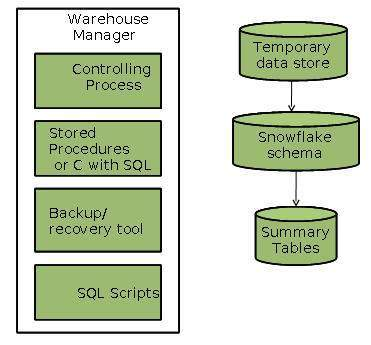 Warehouse
Manager
Controlling
Process
Stored
Procedures
or C with SQL
Backup/
recovery tool
SQL Scripts
Temporary
data store
Snowflake
schema
Summary
Tables